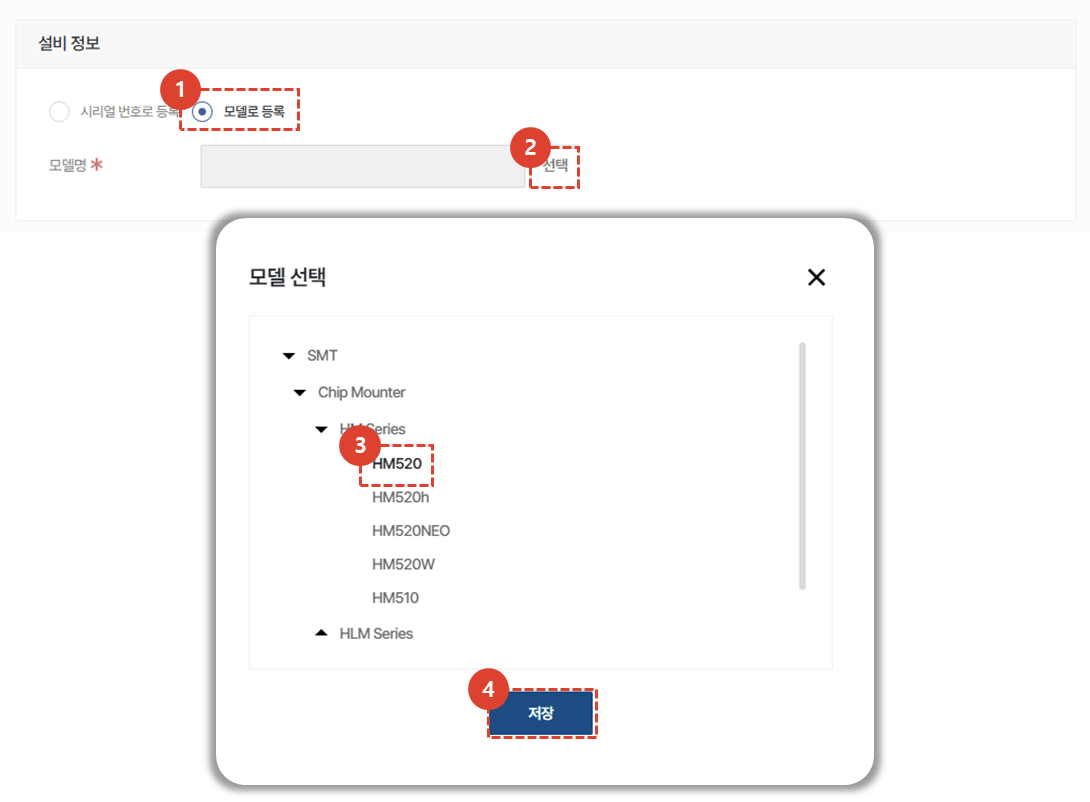 설비 정보
1
시리얼 번호로 등록 모델로 등록
2
모델명 * 선택
모델 선택
SMT
Chip Mounter
HM Series
3
HM520
HM520h
HM520NEO
HM520W
HM510
HLM Series
4
저장